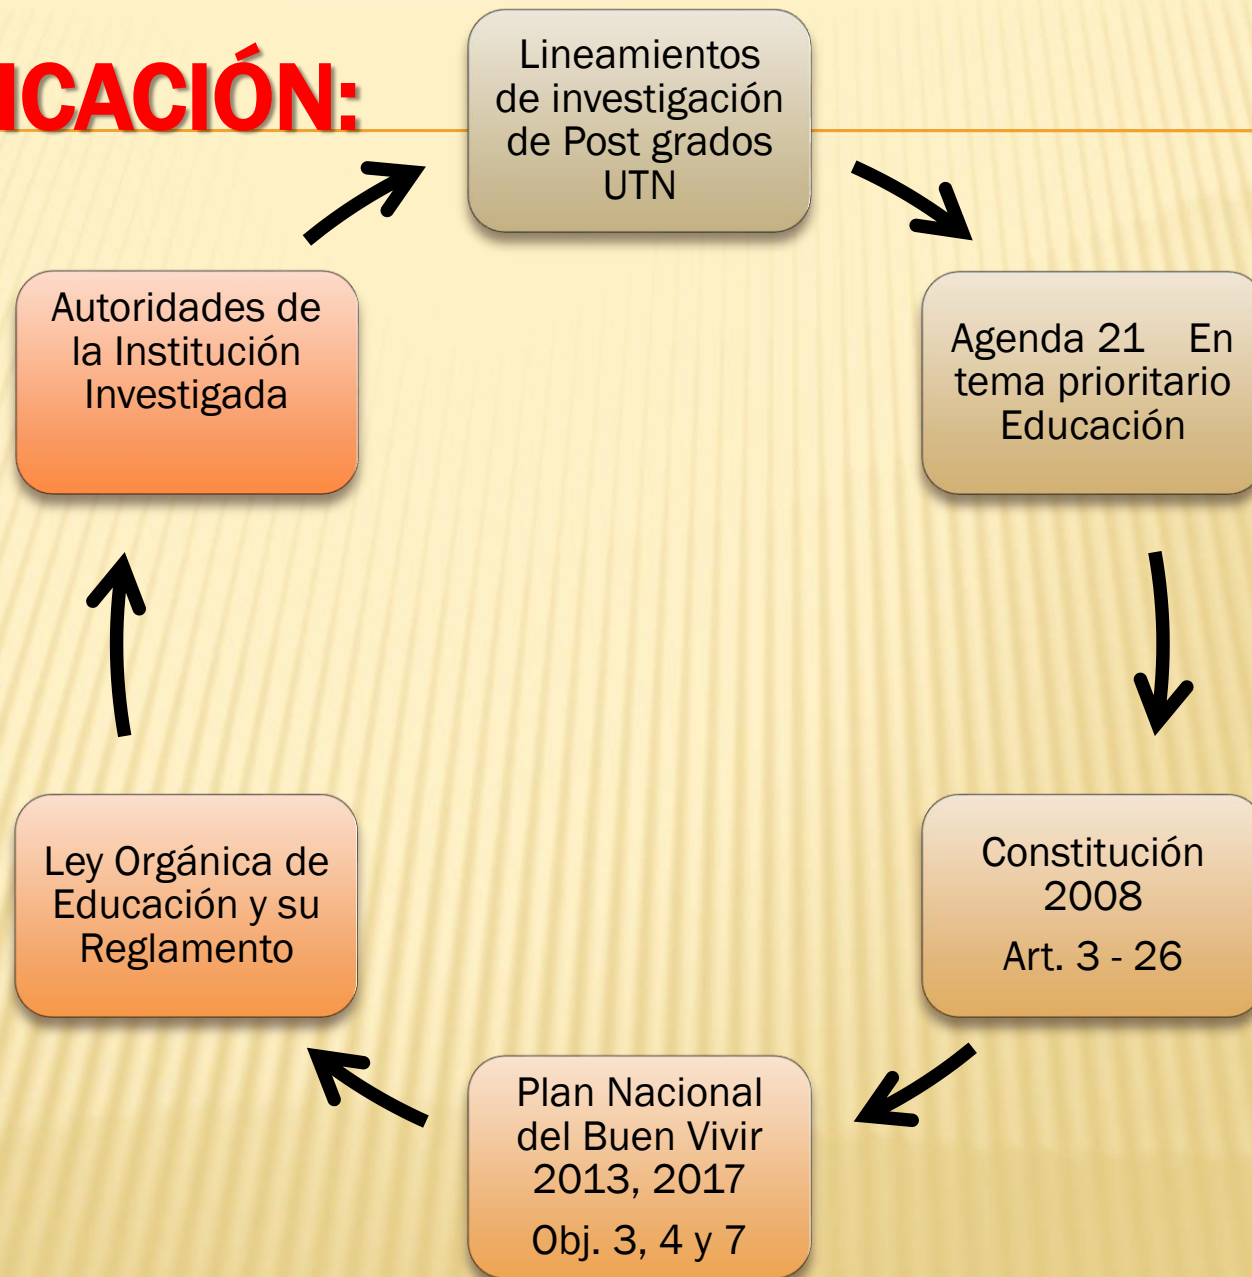 ICACIÓN:
Lineamientos
de investigación
de Post grados
UTN
Agenda 21 En
tema prioritario
Educación
Constitución
2008
Art. 3 - 26
Plan Nacional
del Buen Vivir
2013, 2017
Obj. 3, 4 y 7
Ley Orgánica de
Educación y su
Reglamento
Autoridades de
la Institución
Investigada